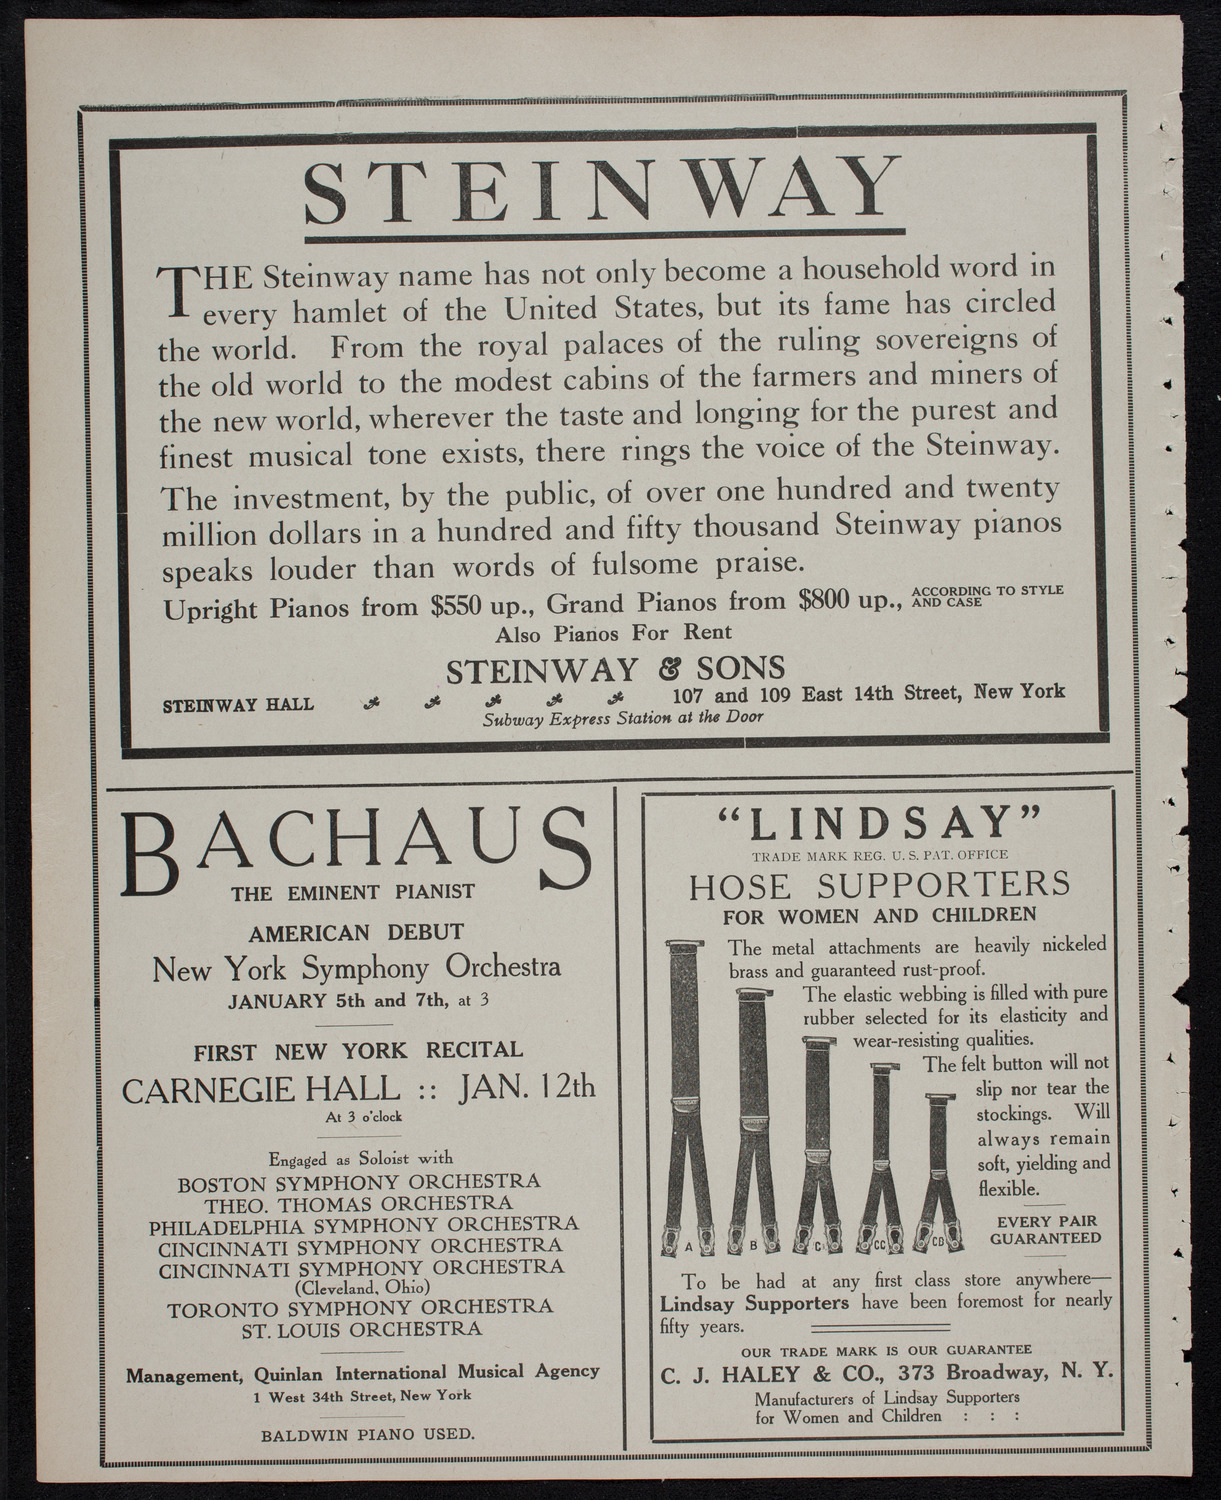 STEINWAY
THE Steinway name has not only become a household word in
every hamlet of the United States, but its fame has circled
the world. From the royal palaces of the ruling sovereigns of
the old world to the modest cabins of the farmers and miners of
the new world, wherever the taste and longing for the purest and
finest musical tone exists, there rings the voice of the Steinway.
The investment, by the public, of over one hundred and twenty
million dollars in a hundred and fifty thousand Steinway pianos
speaks louder than words of fulsome praise.
Upright Pianos from $550 up., Grand Pianos from $800 up., ACCORDING TO STYLE
AND CASE
Also Pianos For Rent
STEINWAY & SONS
STEINWAY HALL 107 and 109 East 14th Street, New York
Subway Express Station at the Door
BACHAUS
THE EMINENT PIANIST
AMERICAN DEBUT
New York Symphony Orchestra
JANUARY 5th and 7th, at 3
FIRST NEW YORK RECITAL
CARNEGIE HALL :: JAN. 12th
At 3 o'clock
Engaged as Soloist with
BOSTON SYMPHONY ORCHESTRA
THEO. THOMAS ORCHESTRA
PHILADELPHIA SYMPHONY ORCHESTRA
CINCINNATI SYMPHONY ORCHESTRA
CINCINNATI SYMPHONY ORCHESTRA
(Cleveland, Ohio)
TORONTO SYMPHONY ORCHESTRA
ST. LOUIS ORCHESTRA
Management, Quinlan International Musical Agency
1 West 34th Street, New York
BALDWIN PIANO USED.
"LINDSAY"
TRADE MARK REG. U. S. PAT. OFFICE
HOSE SUPPORTERS
FOR WOMEN AND CHILDREN
The metal attachments are heavily nickeled
brass and guaranteed rust-proof.
The elastic webbing is filled with pure
rubber selected for its elasticity and
wear-resisting qualities.
The felt button will not
slip nor tear the
stockings. Will
always remain
soft, yielding and
flexible.
EVERY PAIR
GUARANTEED
A B C CC CB
To be had at any first class store anywhere—
Lindsay Supporters have been foremost for nearly
fifty years.
OUR TRADE MARK IS OUR GUARANTEE
C. J. HALEY & CO., 373 Broadway, N. Y.
Manufacturers of Lindsay Supporters
for Women and Children : : :